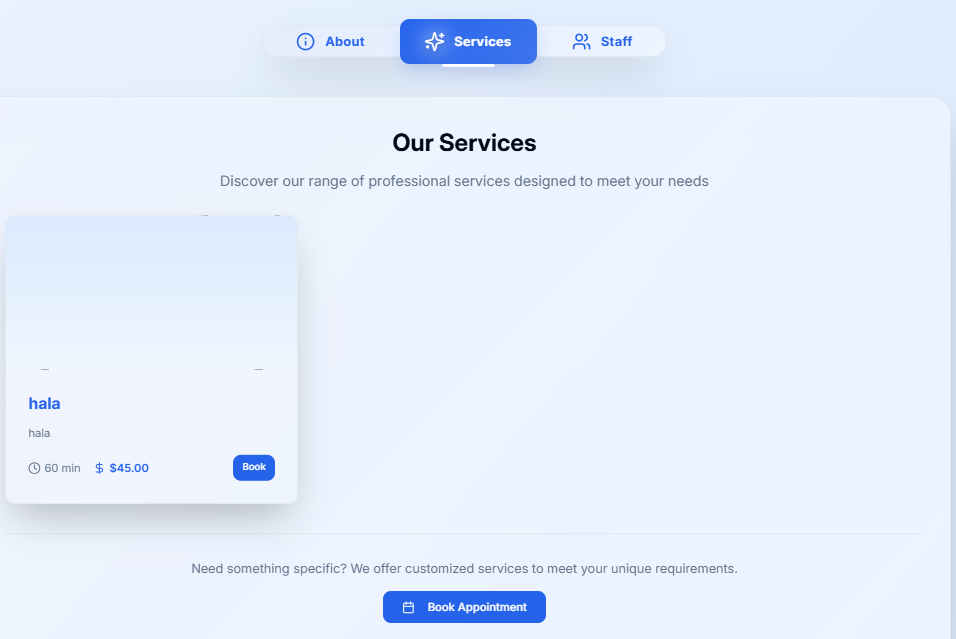 About
Services
Staff
Our Services
Discover our range of professional services designed to meet your needs
hala
hala
60 min $45.00 Book
Need something specific? We offer customized services to meet your unique requirements.
Book Appointment